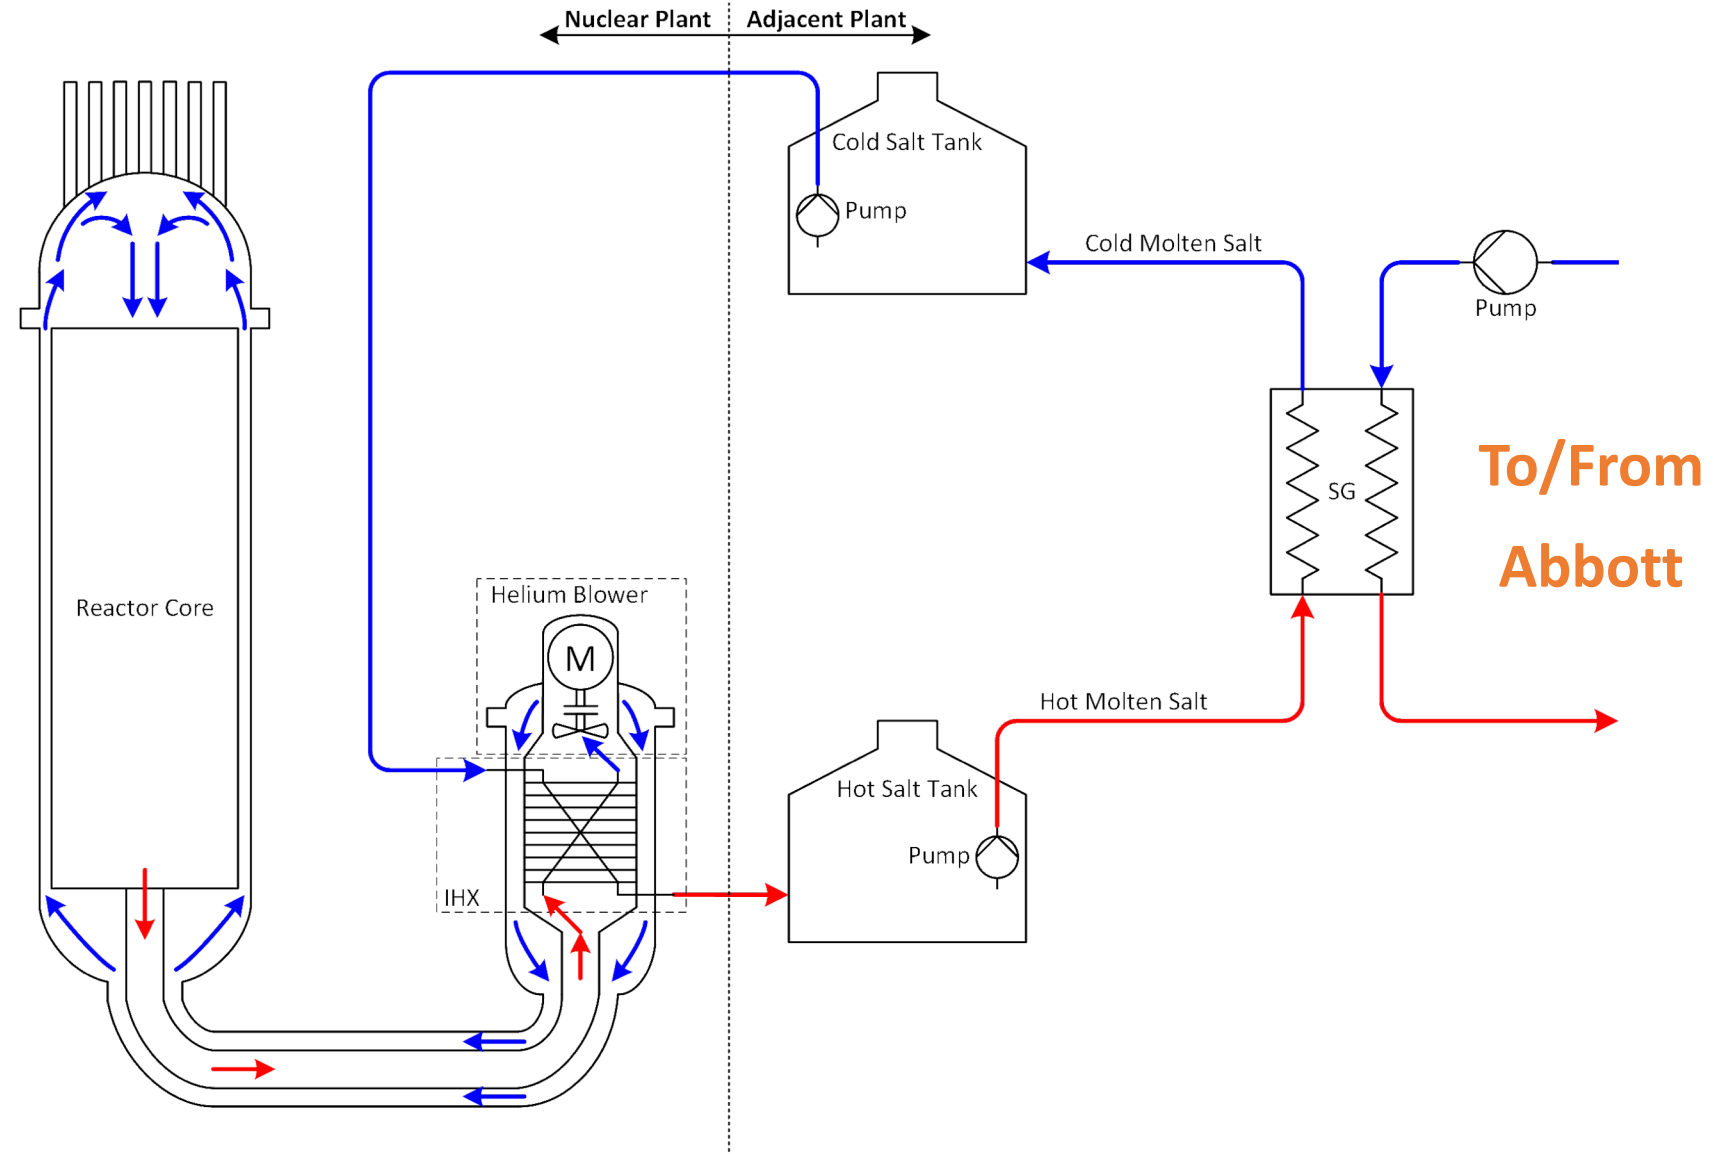 Nuclear Plant
Adjacent Plant
Cold Salt Tank
Pump
Cold Molten Salt
Pump
To/From
Abbott
SG
Reactor Core
Helium Blower
M
Hot Molten Salt
Hot Salt Tank
Pump
IHX